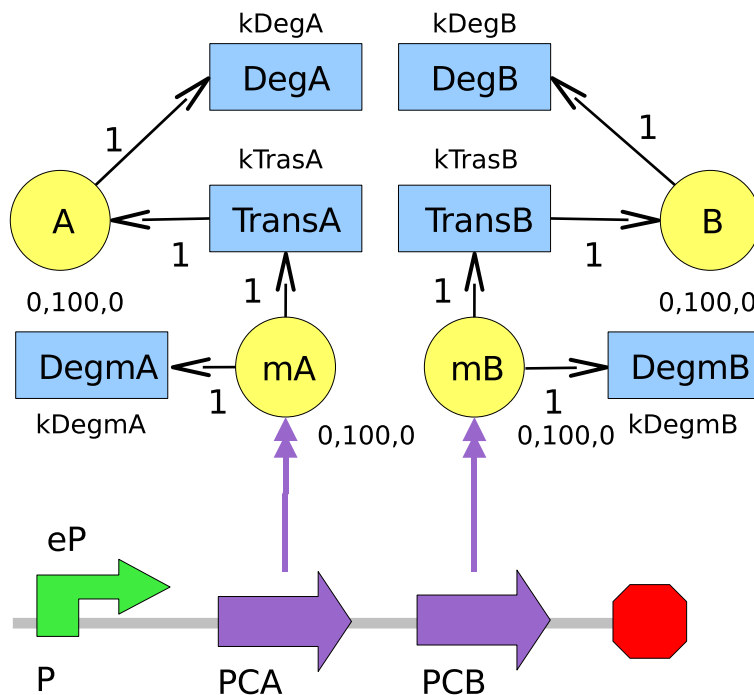 kDegA
kDegB
DegA
DegB
1
1
kTrasA
kTrasB
A
TransA
TransB
B
1
1
1
1
0,100,0
0,100,0
DegmA
mA
mB
DegmB
1
1
kDegmA
0,100,0
0,100,0
kDegmB
eP
P
PCA
PCB